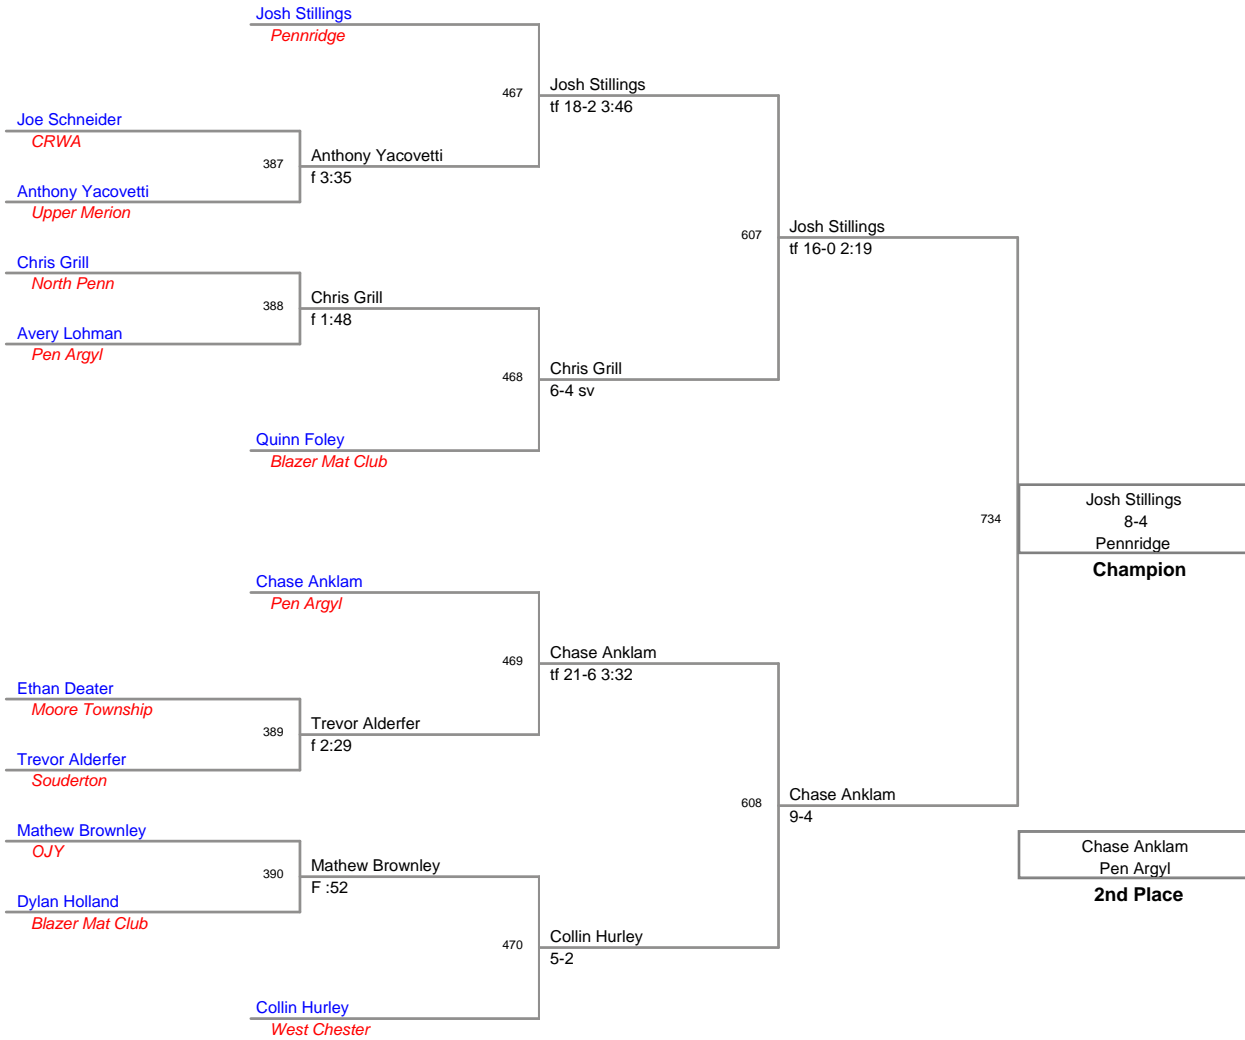 Josh Stillings
Pennridge
467
Josh Stillings
tf 18-2 3:46
Joe Schneider
CRWA
387
Anthony Yacovetti
f 3:35
Anthony Yacovetti
Upper Merion
607
Josh Stillings
tf 16-0 2:19
Chris Grill
North Penn
388
Chris Grill
f 1:48
Avery Lohman
Pen Argyl
468
Chris Grill
6-4 sv
Quinn Foley
Blazer Mat Club
734
Josh Stillings
8-4
Pennridge
Champion
Chase Anklam
Pen Argyl
469
Chase Anklam
tf 21-6 3:32
Ethan Deater
Moore Township
389
Trevor Alderfer
f 2:29
Trevor Alderfer
Souderton
608
Chase Anklam
9-4
Mathew Brownley
OJY
390
Mathew Brownley
F :52
Dylan Holland
Blazer Mat Club
Chase Anklam
Pen Argyl
2nd Place
470
Collin Hurley
5-2
Collin Hurley
West Chester